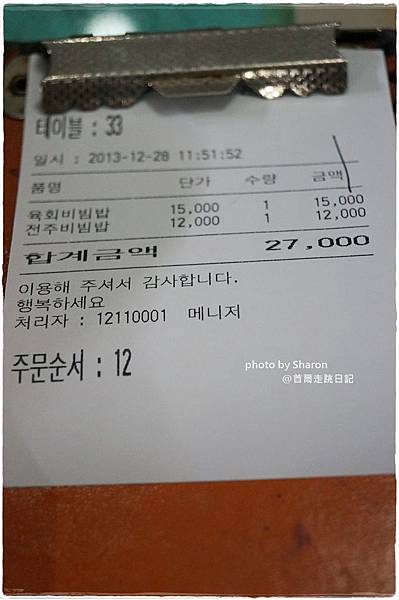 테이블 : 33
일시 : 2013-12-28 11:51:52
품명 단가 수량 금액
육회비빔밥 15,000 1 15,000
전주비빔밥 12,000 1 12,000
합계금액 27,000
이용해 주셔서 감사합니다.
행복하세요
처리자 : 12110001 메니저
주문순서 : 12
photo by Sharon
@首爾走跳日記